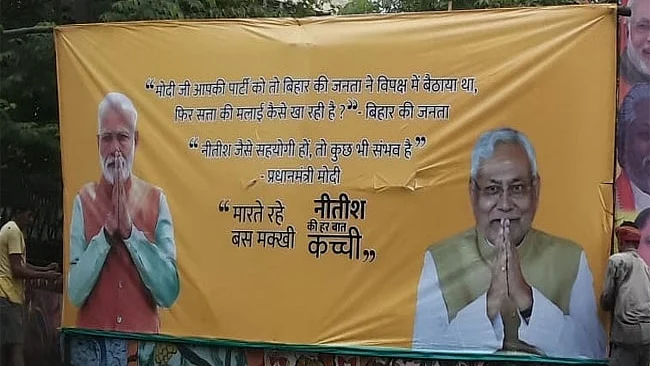 “मोदी जी आपकी पार्टी को तो बिहार की जनता ने विपक्ष में बैठाया था,
फिर सत्ता की मलाई कैसे खा रही है ?”- बिहार की जनता
“नीतीश जैसे सहयोगी हों, तो कुछ भी संभव है”
- प्रधानमंत्री मोदी
“मारते रहे
बस मक्खी
नीतीश
की हर बात
कच्ची”